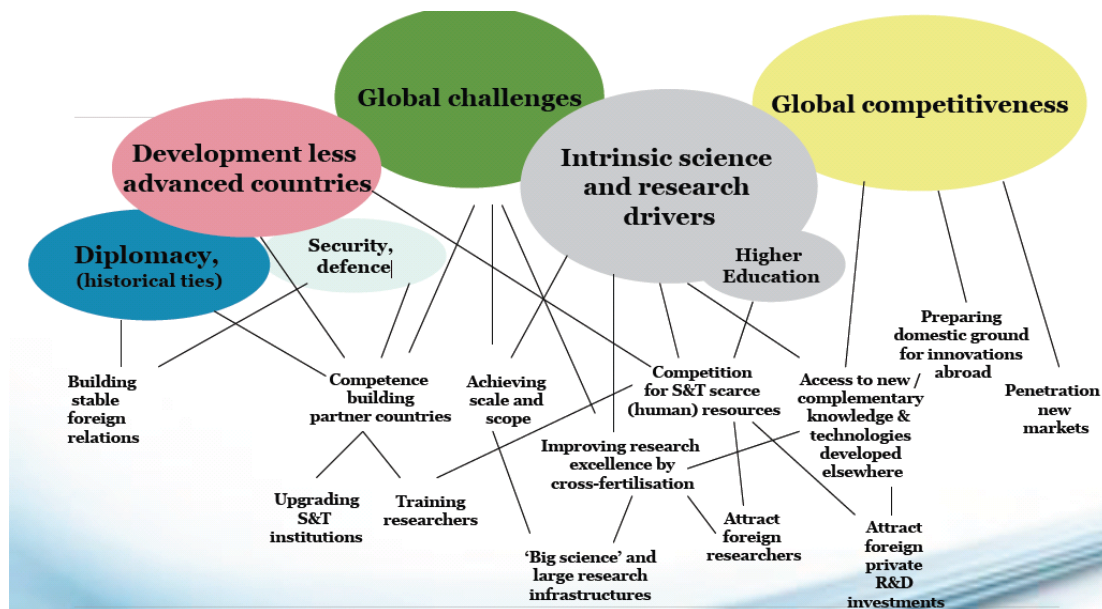 Global challenges
Global competitiveness
Development less
advanced countries
Intrinsic science
and research
drivers
Diplomacy,
(historical ties)
Security,
defence
Higher
Education
Building
stable
foreign
relations
Competence
building
partner countries
Achieving
scale and
scope
Competition
for S&T scarce
(human) resources
Access to new /
complementary
knowledge &
technologies
developed
elsewhere
Preparing
domestic ground
for innovations
abroad
Penetration
new
markets
Upgrading
S&T
institutions
Training
researchers
Improving research
excellence by
cross-fertilisation
'Big science' and
large research
infrastructures
Attract
foreign
researchers
Attract
foreign
private
R&D
investments